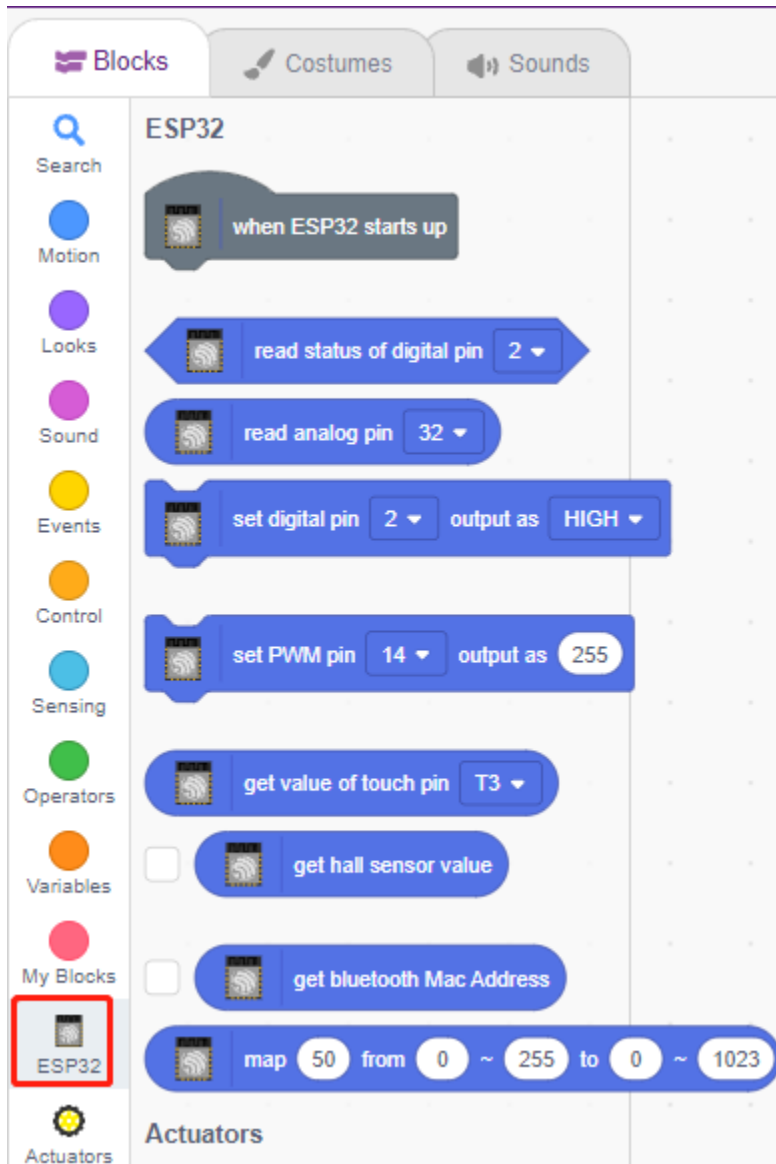 Blocks
Costumes
Sounds
Search
Motion
Looks
Sound
Events
Control
Sensing
Operators
Variables
My Blocks
ESP32
Actuators
ESP32
when ESP32 starts up
read status of digital pin 2
read analog pin 32
set digital pin 2 output as HIGH
set PWM pin 14 output as 255
get value of touch pin T3
get hall sensor value
get bluetooth Mac Address
map 50 from 0 ~ 255 to 0 ~ 1023
Actuators